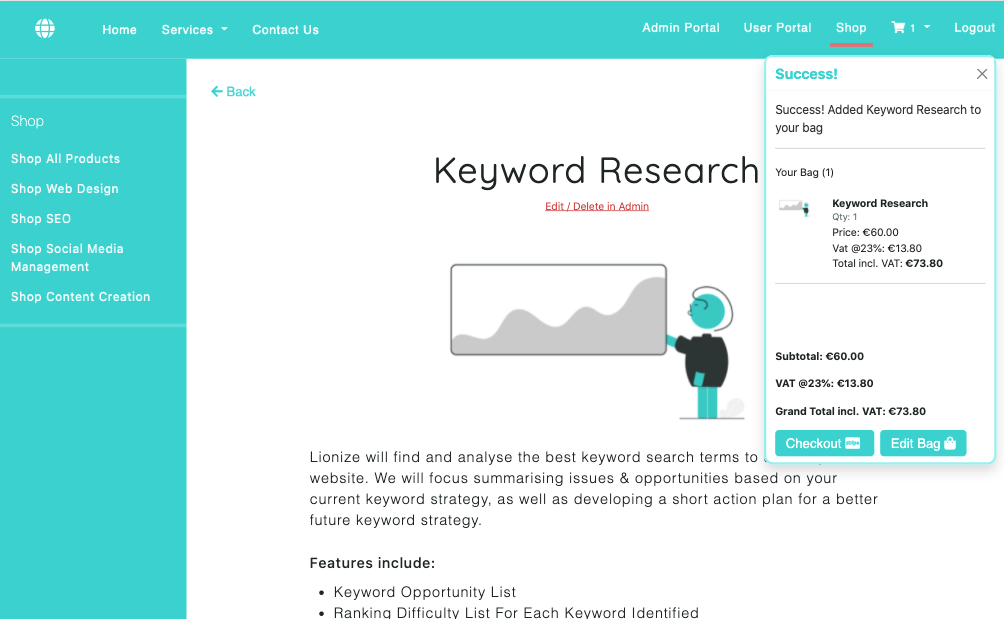 Home Services Contact Us Admin Portal User Portal Shop 1 Logout
Shop
Shop All Products
Shop Web Design
Shop SEO
Shop Social Media
Management
Shop Content Creation
Back
Keyword Research
Edit / Delete in Admin
Lionize will find and analyse the best keyword search terms to
website. We will focus summarising issues & opportunities based on your
current keyword strategy, as well as developing a short action plan for a better
future keyword strategy.
Features include:
• Keyword Opportunity List
• Ranking Difficulty List For Each Keyword Identified
Success!
Success! Added Keyword Research to
your bag
Your Bag (1)
Keyword Research
Qty: 1
Price: €60.00
Vat @23%: €13.80
Total incl. VAT: €73.80
Subtotal: €60.00
VAT @23%: €13.80
Grand Total incl. VAT: €73.80
Checkout Edit Bag